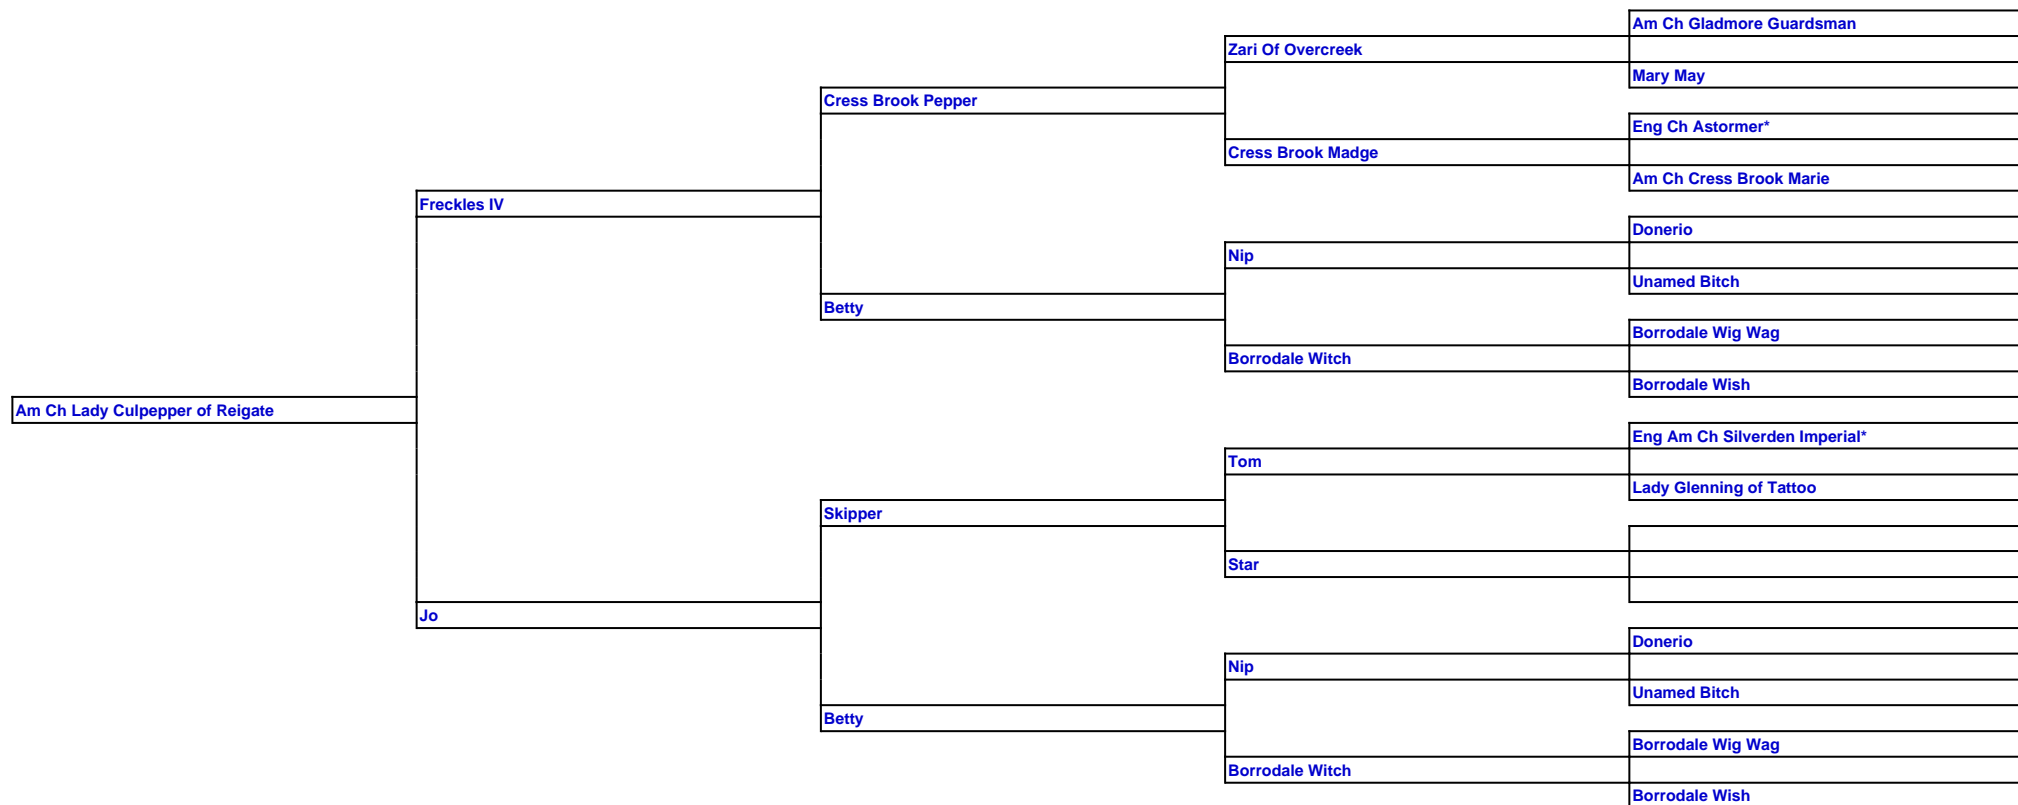 Am Ch Gladmore Guardsman
Zari Of Overcreek
Mary May
Cress Brook Pepper
Eng Ch Astormer*
Cress Brook Madge
Am Ch Cress Brook Marie
Freckles IV
Donerio
Nip
Unamed Bitch
Betty
Borrodale Wig Wag
Borrodale Witch
Borrodale Wish
Am Ch Lady Culpepper of Reigate
Eng Am Ch Silverden Imperial*
Tom
Lady Glenning of Tattoo
Skipper
Star
Jo
Donerio
Nip
Unamed Bitch
Betty
Borrodale Wig Wag
Borrodale Witch
Borrodale Wish